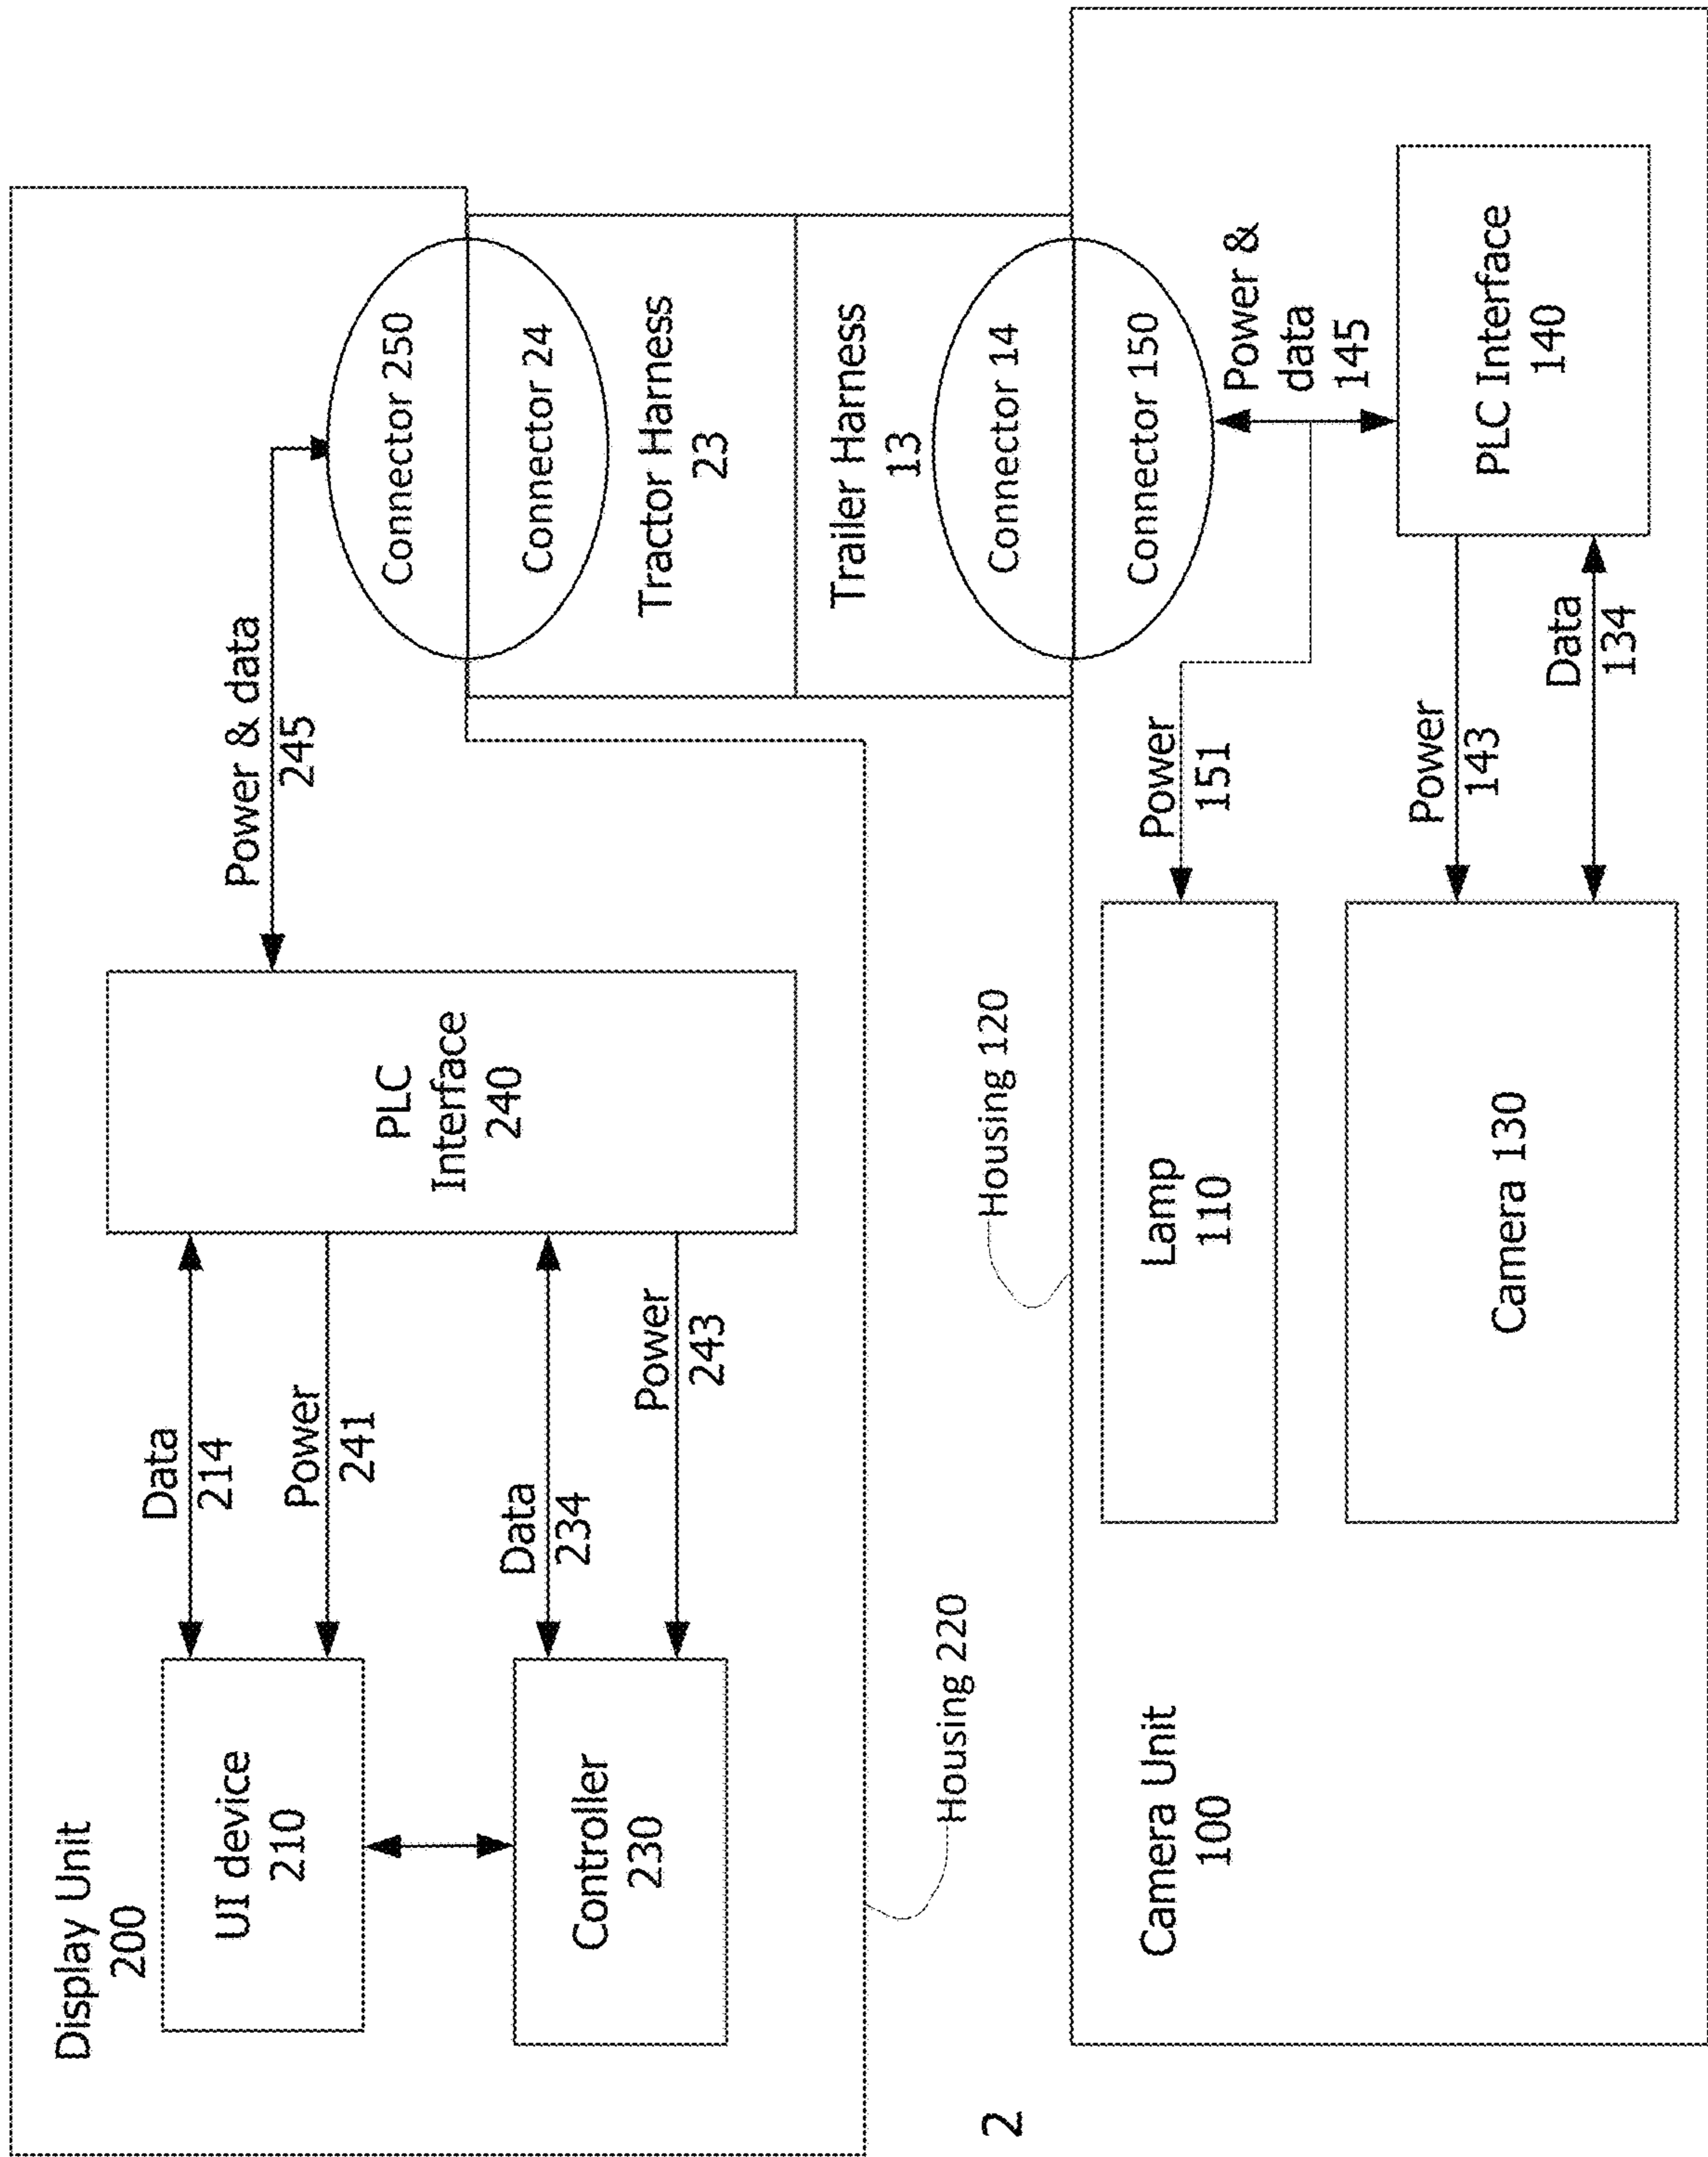 Display Unit
200
UI device
210
Data
214
Power
241
Controller
230
Data
234
Power
243
PLC
Interface
240
Power & data
245
Connector 250
Connector 24
Tractor Harness
23
Trailer Harness
13
Connector 14
Connector 150
Housing 220
Housing 120
2
Camera Unit
100
Lamp
110
Power
151
Power &
data
145
Camera 130
Power
143
Data
134
PLC Interface
140